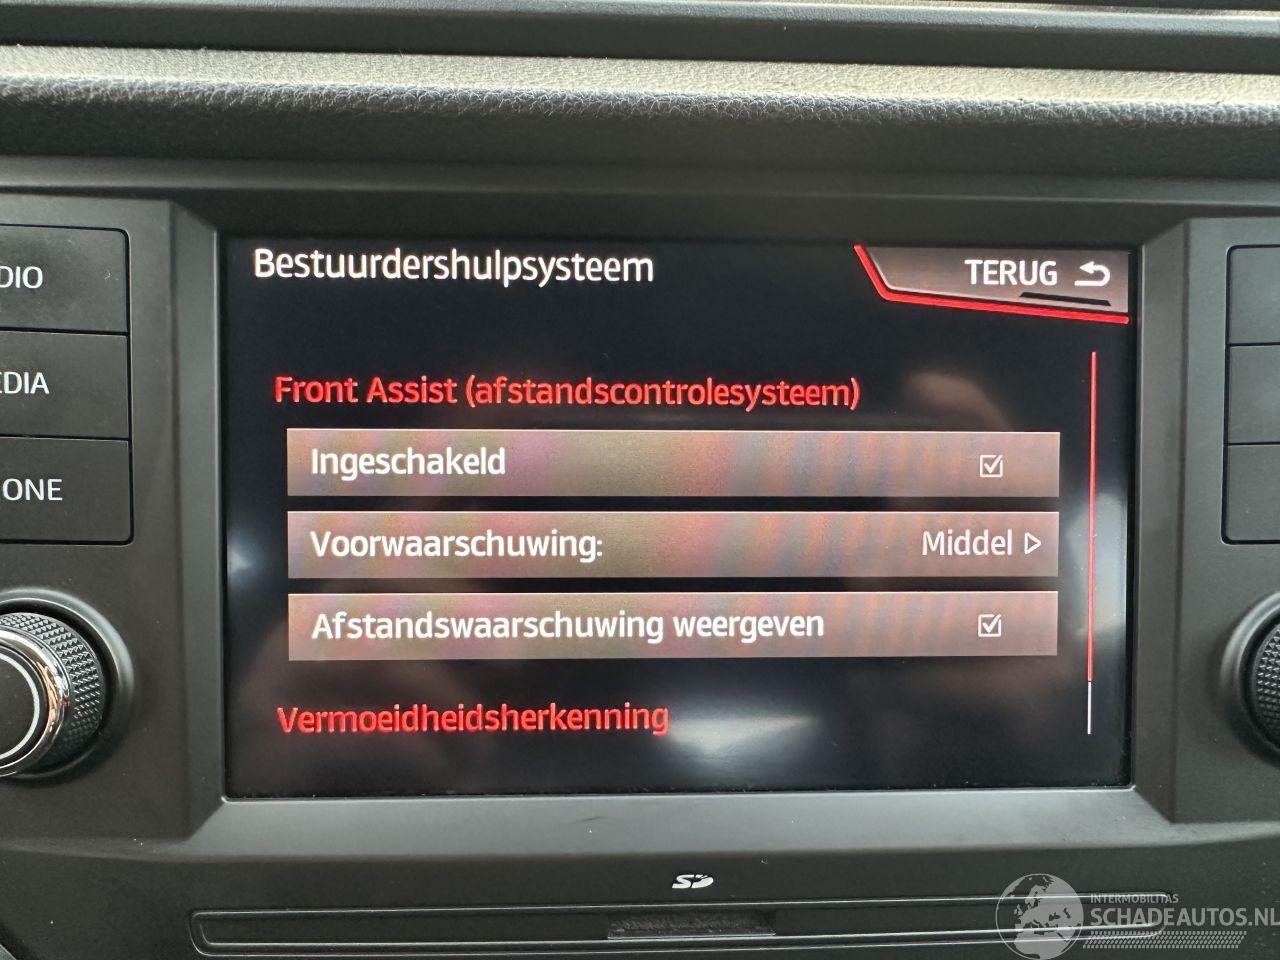 Bestuurdershulpsysteem
TERUG
DIO
EDIA
ONE
Front Assist (afstandscontrolesysteem)
Ingeschakeld
Voorwaarschuwing: Middel
Afstandswaarschuwing weergeven
Vermoeidheidsherkenning
SD
INTERMOBILITAS
SCHADEAUTOS.NL